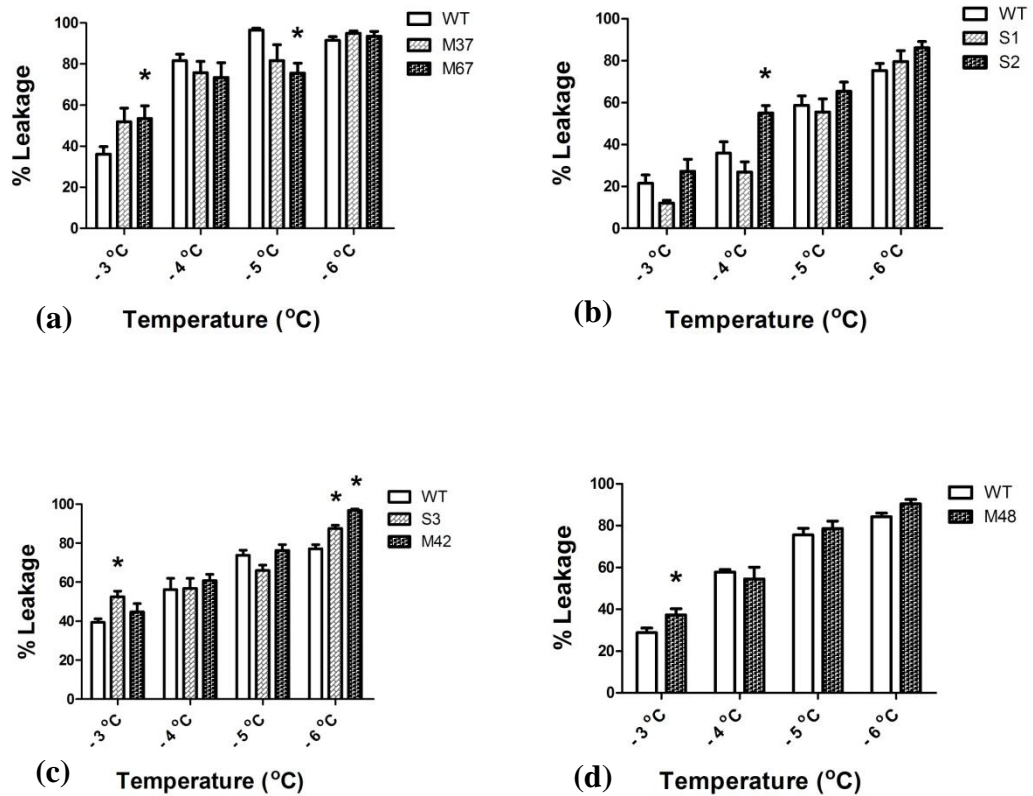 100
80
60
40
20
0
% Leakage
*
*
WT
M37
M67
- 3 °C
- 4 °C
- 5 °C
- 6 °C
(a)
Temperature (°C)
100
80
60
40
20
0
% Leakage
*
WT
S1
S2
- 3 °C
- 4 °C
- 5 °C
- 6 °C
(b)
Temperature (°C)
100
80
60
40
20
0
% Leakage
*
*
*
WT
S3
M42
- 3 °C
- 4 °C
- 5 °C
- 6 °C
(c)
Temperature (°C)
100
80
60
40
20
0
% Leakage
*
WT
M48
- 3 °C
- 4 °C
- 5 °C
- 6 °C
(d)
Temperature (°C)